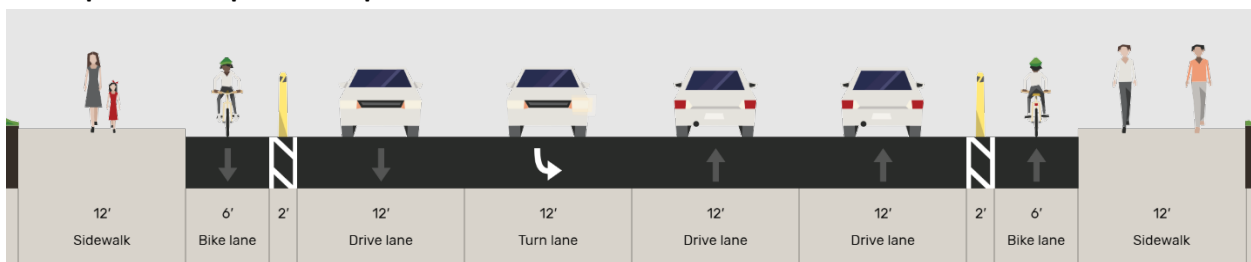 12′ 6′ 2′ 12′ 12′ 12′ 12′ 2′ 6′ 12′
Sidewalk Bike lane Drive lane Turn lane Drive lane Drive lane Bike lane Sidewalk